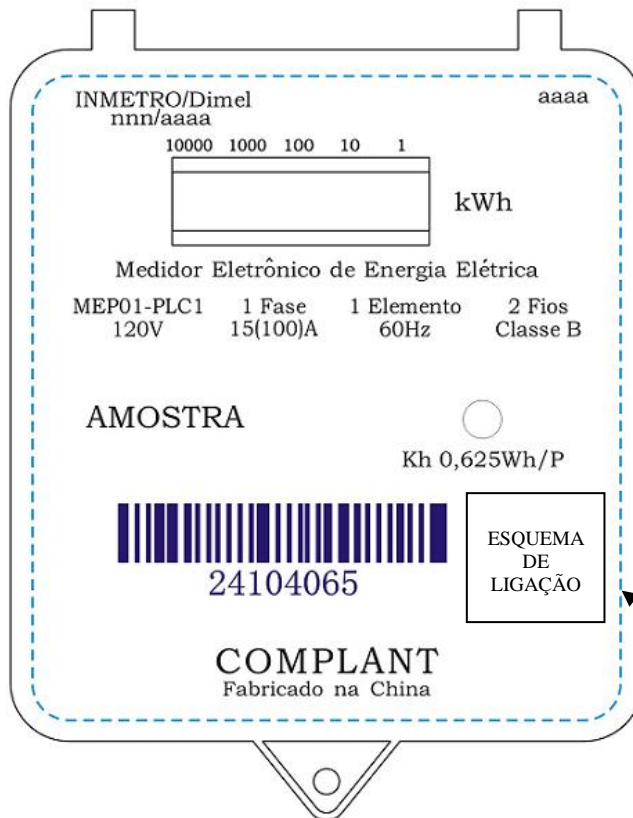 INMETRO/Dimel aaaa
nnn/aaaa
10000 1000 100 10 1
kWh
Medidor Eletrônico de Energia Elétrica
MEP01-PLC1 1 Fase 1 Elemento 2 Fios
120V 15(100)A 60Hz Classe B
AMOSTRA
Kh 0,625Wh/P
ESQUEMA
DE
LIGAÇÃO
24104065
COMPLANT
Fabricado na China